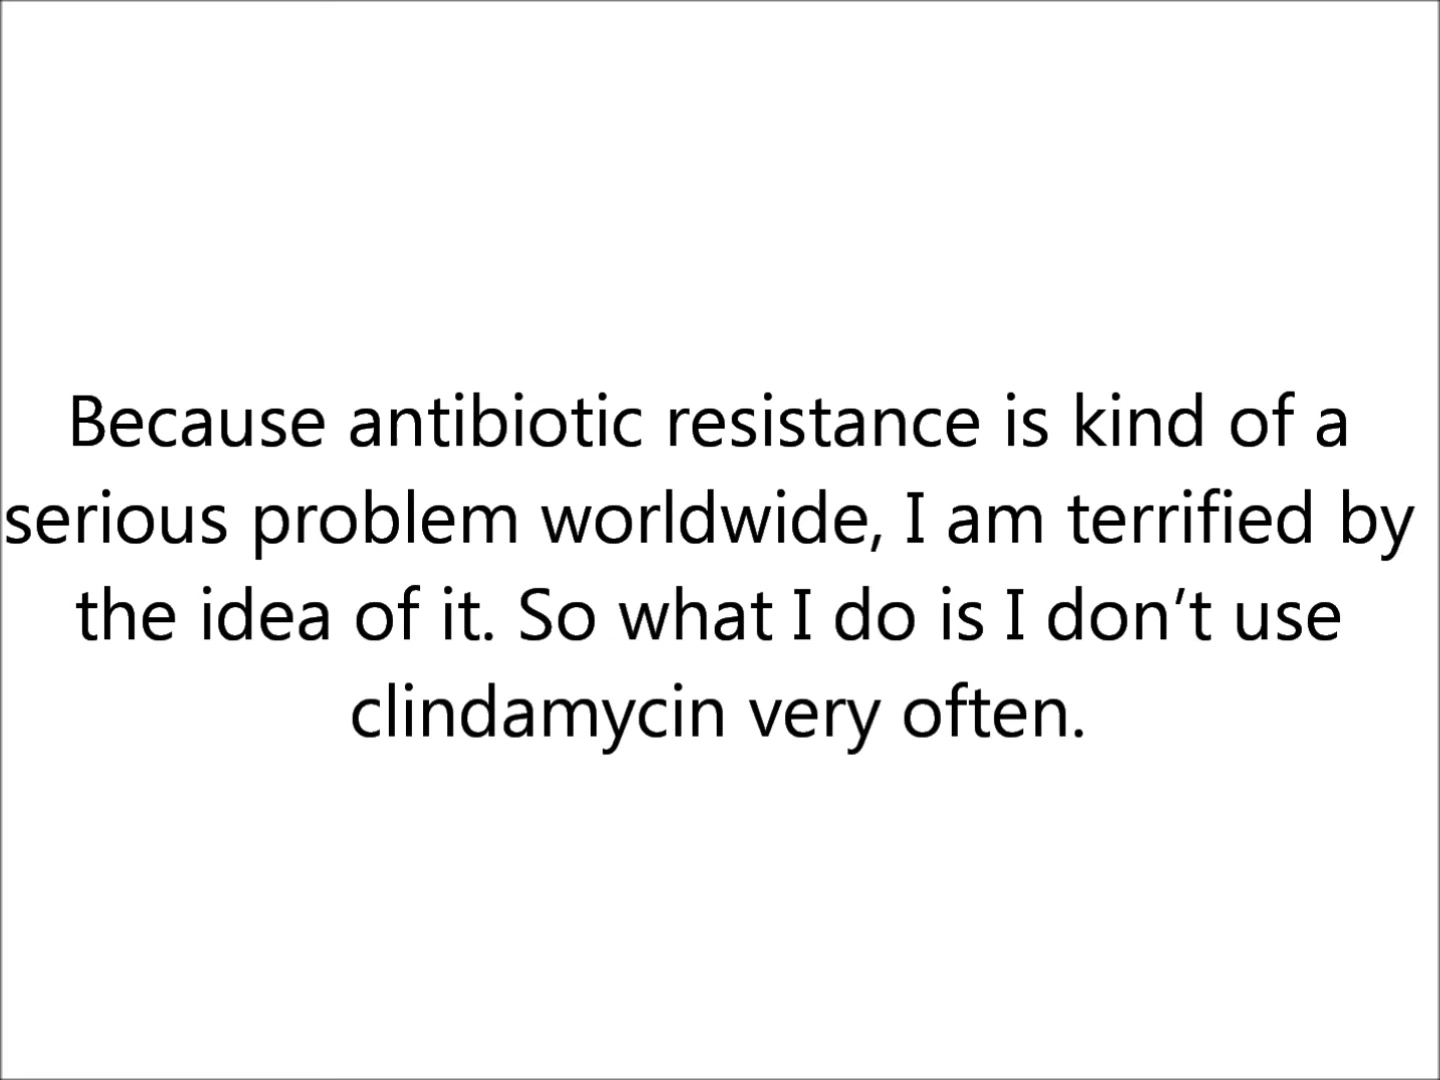 Because antibiotic resistance is kind of a
serious problem worldwide, I am terrified by
the idea of it. So what I do is I don’t use
clindamycin very often.